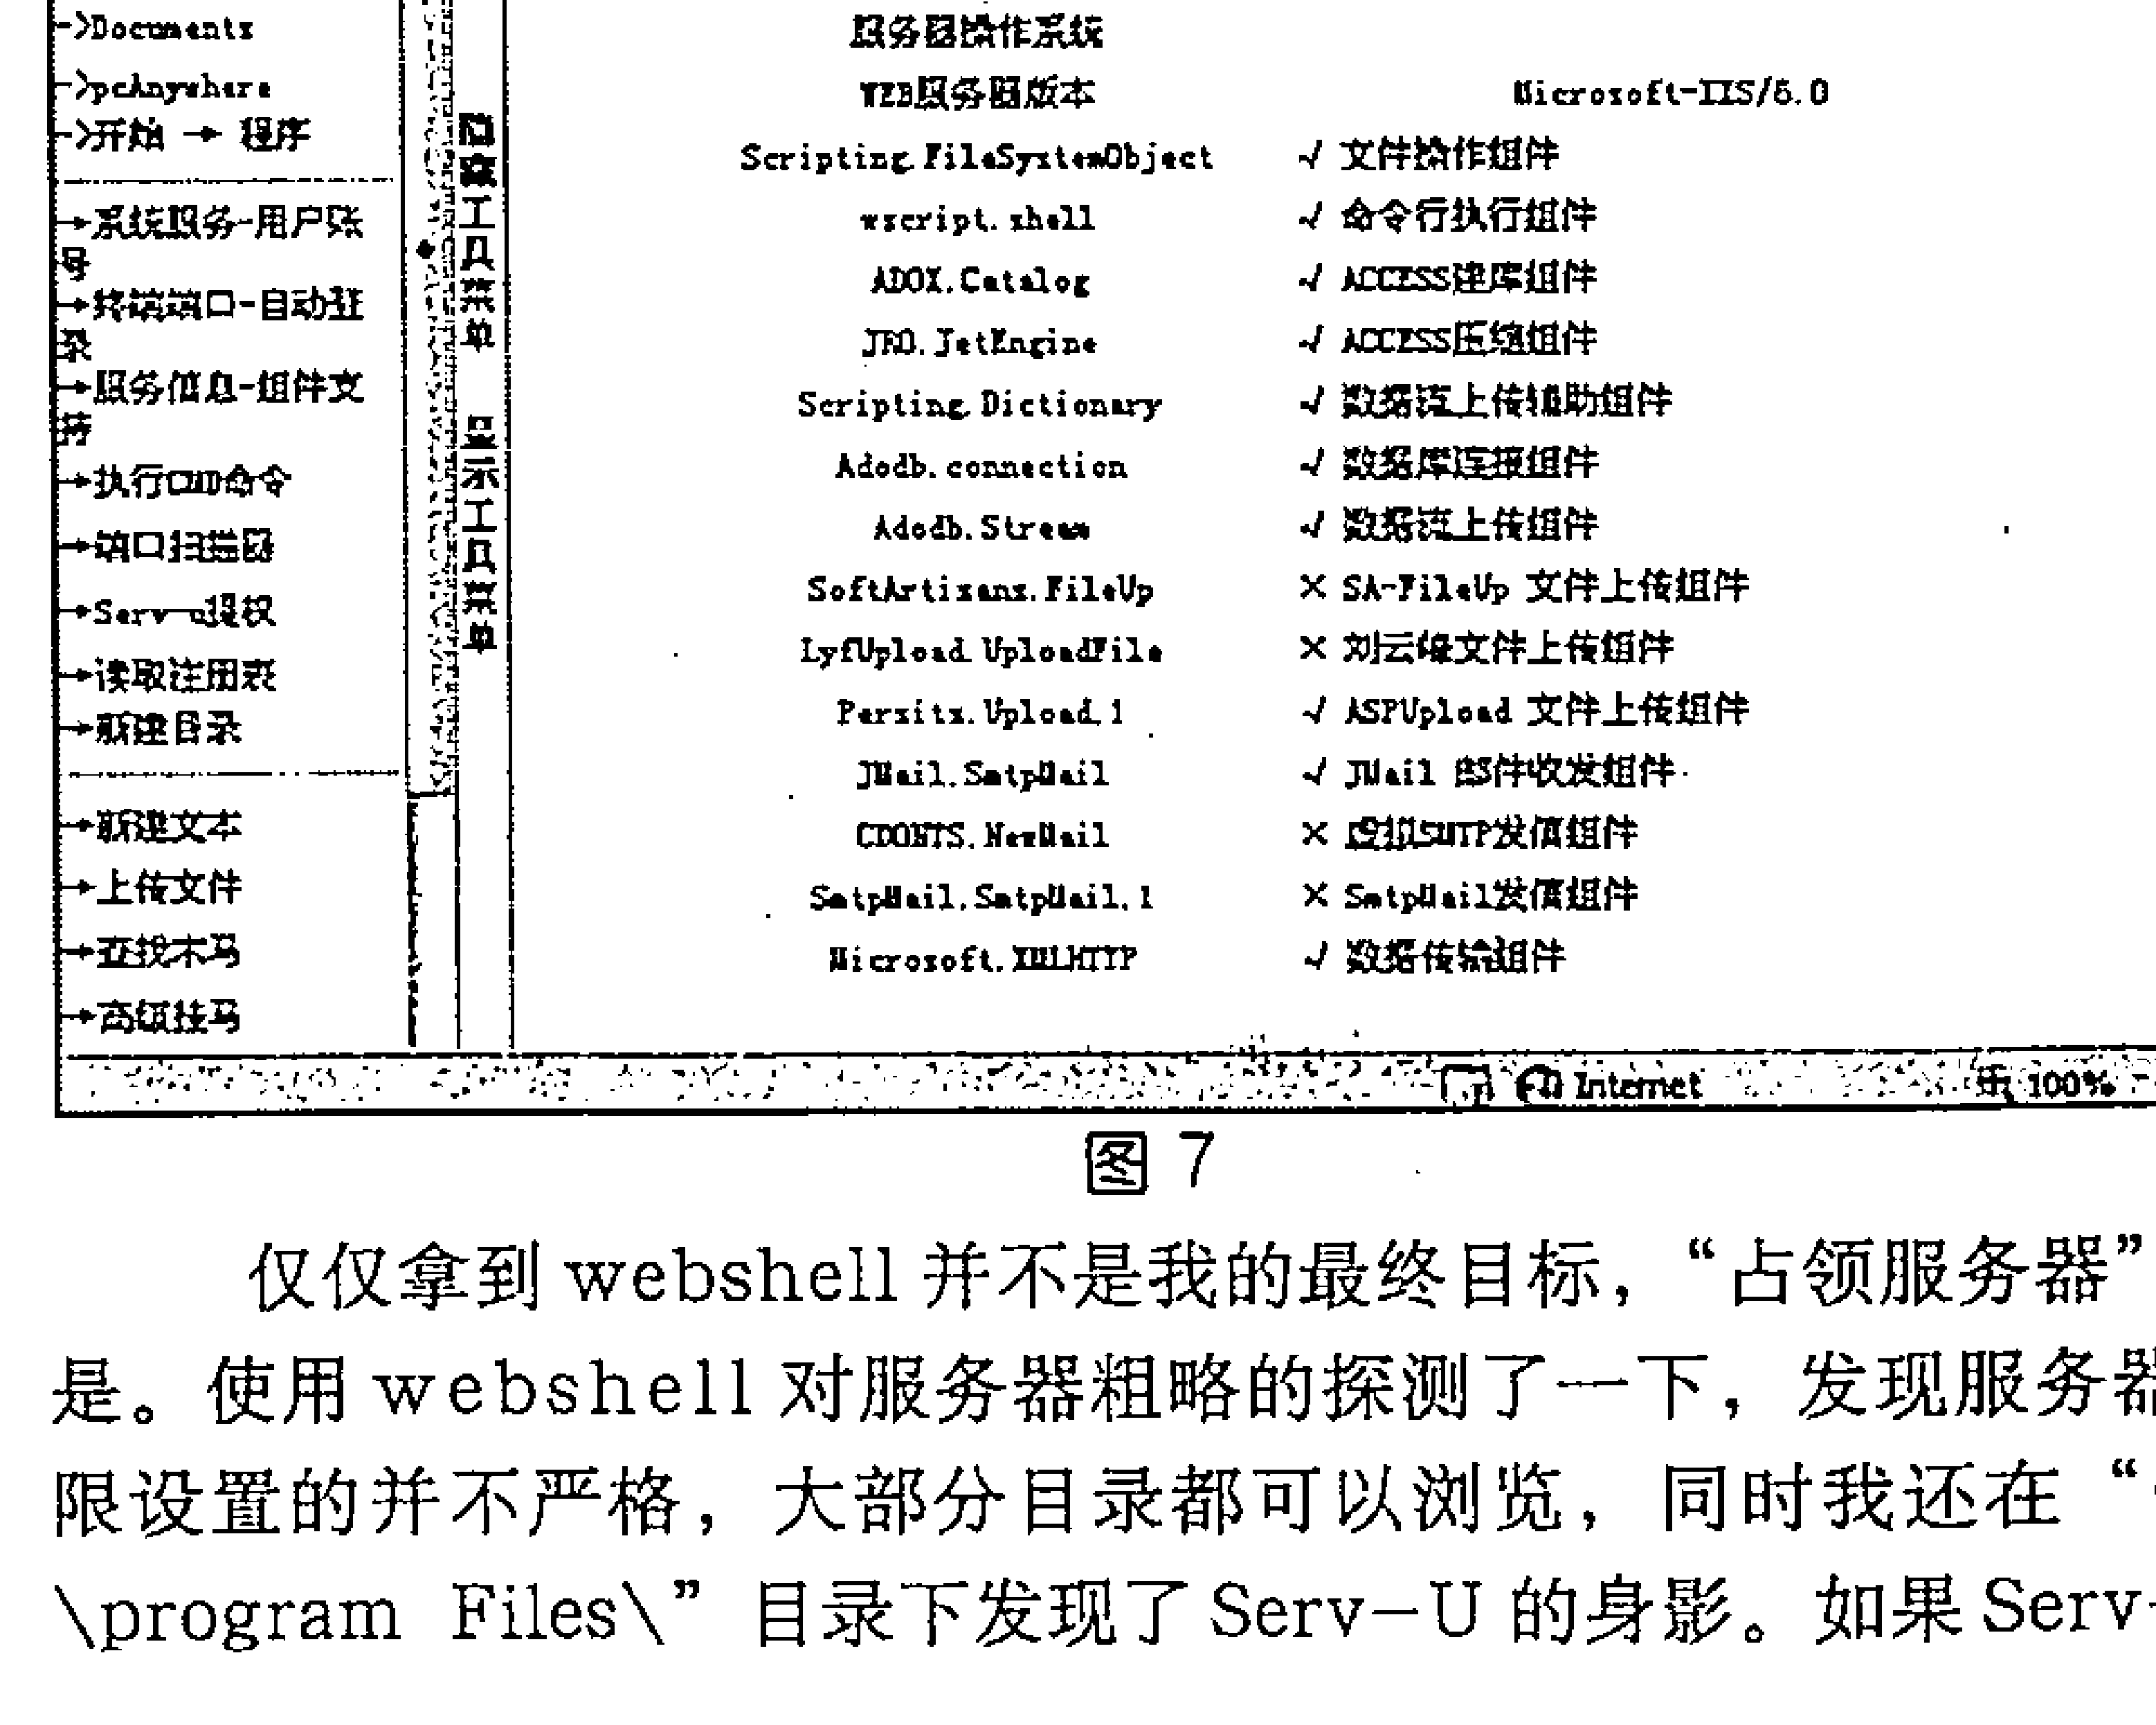 ->Documents
->pcAnywhere
->开始 → 程序
→系统服务-用户账
号
→终端端口-自动登
录
→服务信息-组件支
持
→执行CMD命令
→端口扫描器
→Serv-u提权
→读取注册表
→新建目录
→新建文本
→上传文件
→查找木马
→高级挂马
隐藏工具菜单 显示工具菜单
服务器操作系统
WEB服务器版本 Microsoft-IIS/6.0
Scripting.FileSystemObject √ 文件操作组件
wscript.shell √ 命令行执行组件
ADOX.Catalog √ ACCESS建库组件
JRO.JetEngine √ ACCESS压缩组件
Scripting.Dictionary √ 数据流上传辅助组件
Adodb.connection √ 数据库连接组件
Adodb.Stream √ 数据流上传组件
SoftArtisans.FileUp × SA-FileUp 文件上传组件
LyfUpload.UploadFile × 刘云峰文件上传组件
Persits.Upload.1 √ ASPUpload 文件上传组件
JMail.SmtpMail √ JMail 邮件收发组件
CDONTS.NewMail × 虚拟SMTP发信组件
SmtpMail.SmtpMail.1 × SmtpMail发信组件
Microsoft.XMLHTTP √ 数据传输组件
Internet 100%
图 7
仅仅拿到 webshell 并不是我的最终目标，“占领服务器”
是。使用 webshell 对服务器粗略的探测了一下，发现服务器
限设置的并不严格，大部分目录都可以浏览，同时我还在“
\program Files\”目录下发现了 Serv-U 的身影。如果 Serv-